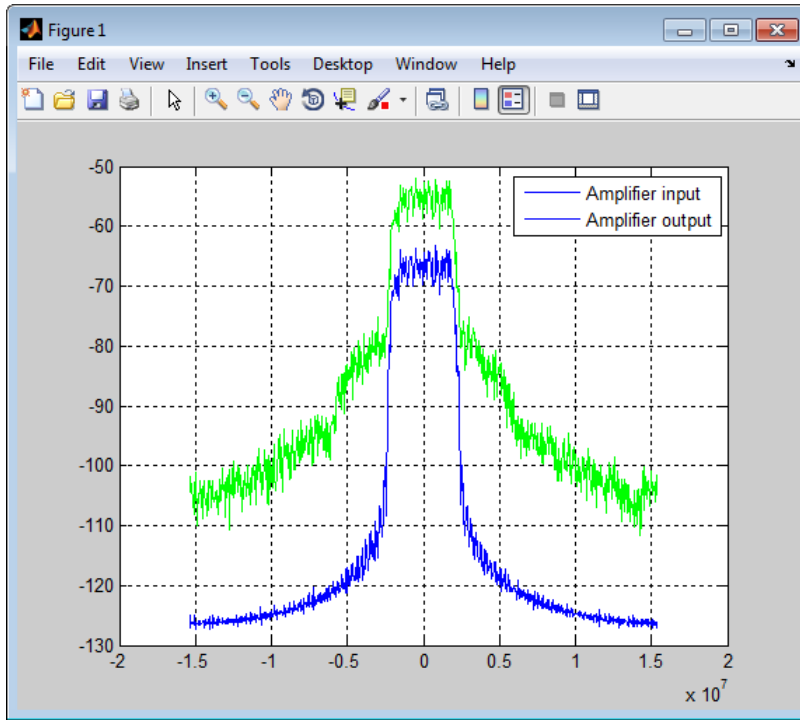 Figure 1
File Edit View Insert Tools Desktop Window Help
-50
-60
-70
-80
-90
-100
-110
-120
-130
Amplifier input
Amplifier output
-2 -1.5 -1 -0.5 0 0.5 1 1.5 2
x 10^7